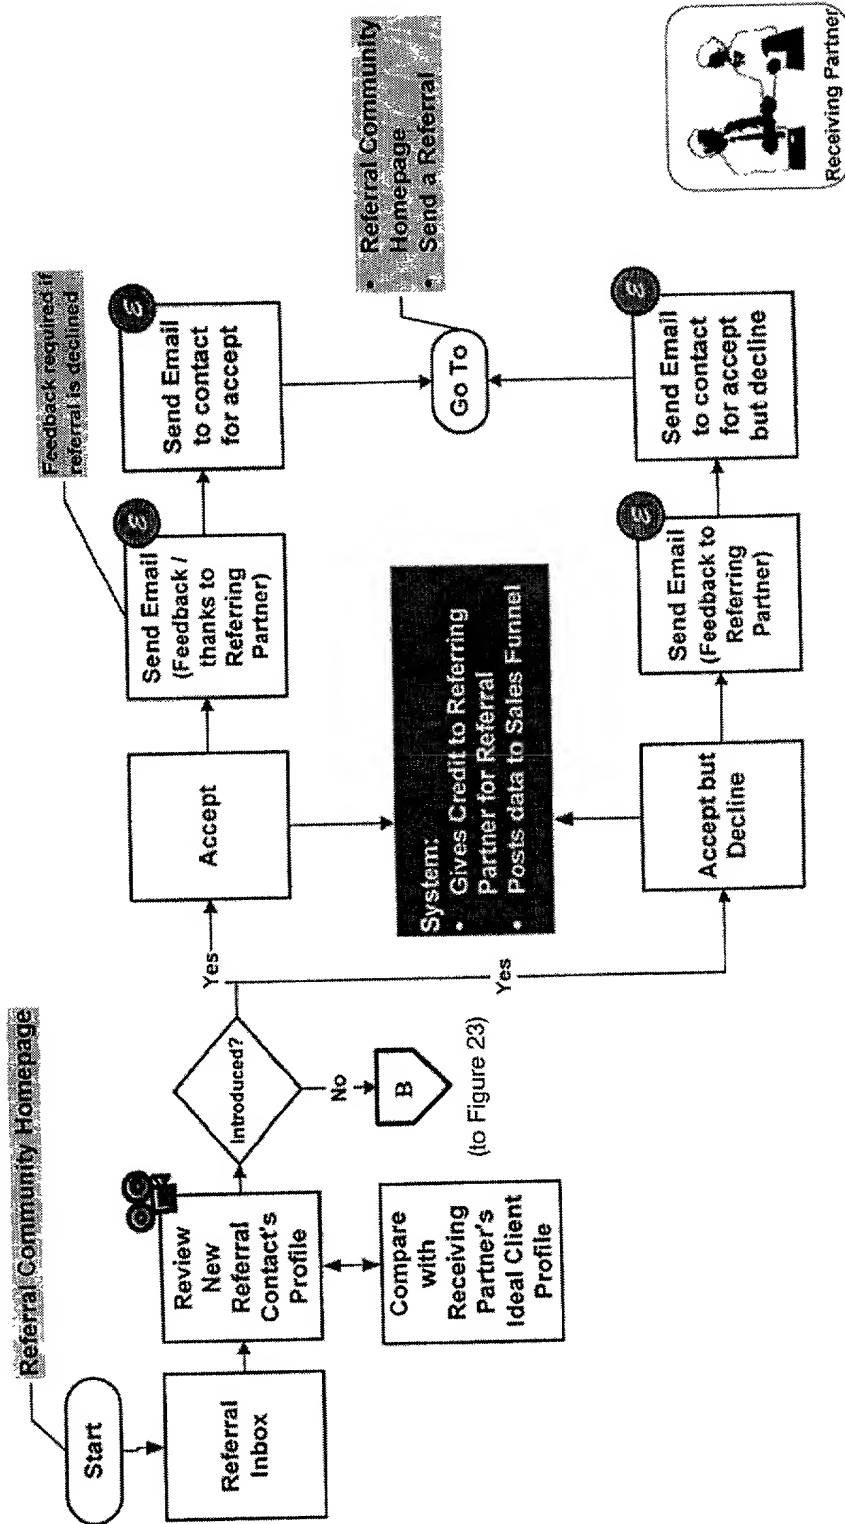 Referral Community Homepage
Start
Referral
Inbox
Review
New
Referral
Contact's
Profile
Compare
with
Receiving
Partner's
Ideal Client
Profile
Introduced?
No
B
(to Figure 23)
Yes
Yes
Accept
System:
• Gives Credit to Referring
Partner for Referral
• Posts data to Sales Funnel
Accept but
Decline
Feedback required if
referral is declined
Send Email
(Feedback /
thanks to
Referring
Partner)
ε
Send Email
to contact
for accept
ε
Send Email
(Feedback to
Referring
Partner)
ε
Send Email
to contact
for accept
but decline
ε
Go To
• Referral Community
Homepage
• Send a Referral
Receiving Partner